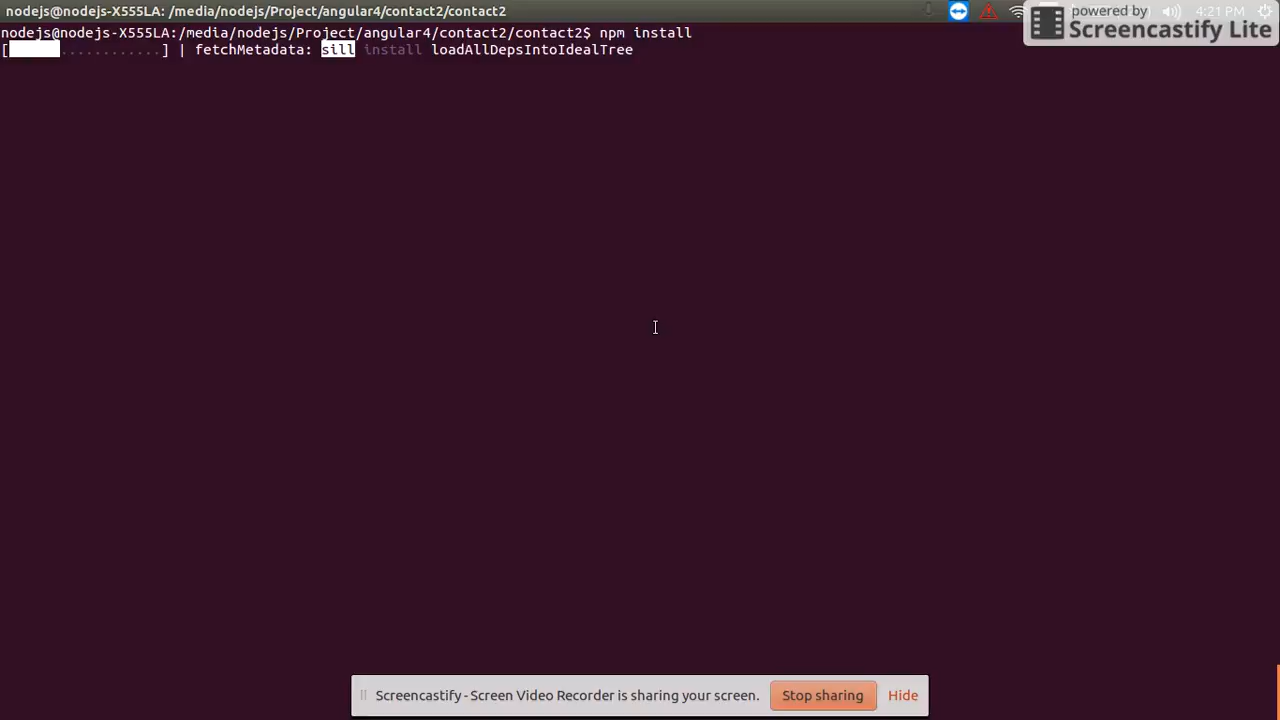 nodejs@nodejs-X555LA: /media/nodejs/Project/angular4/contact2/contact2
4:21 PM
powered by
Screencastify Lite
nodejs@nodejs-X555LA:/media/nodejs/Project/angular4/contact2/contact2$ npm install
[ ............] | fetchMetadata: sill install loadAllDepsIntoIdealTree
Screencastify - Screen Video Recorder is sharing your screen.
Stop sharing
Hide